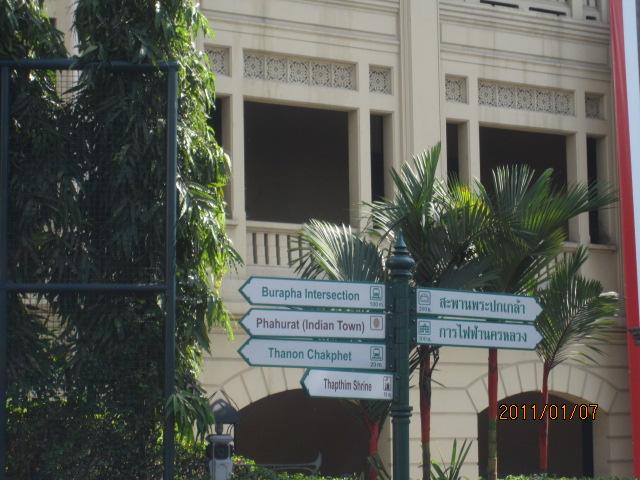 Burapha Intersection
100 m.
Phahurat (Indian Town)
Thanon Chakphet
20 m.
Thapthim Shrine
สะพานพระปกเกล้า
การไฟฟ้านครหลวง
2011/01/07